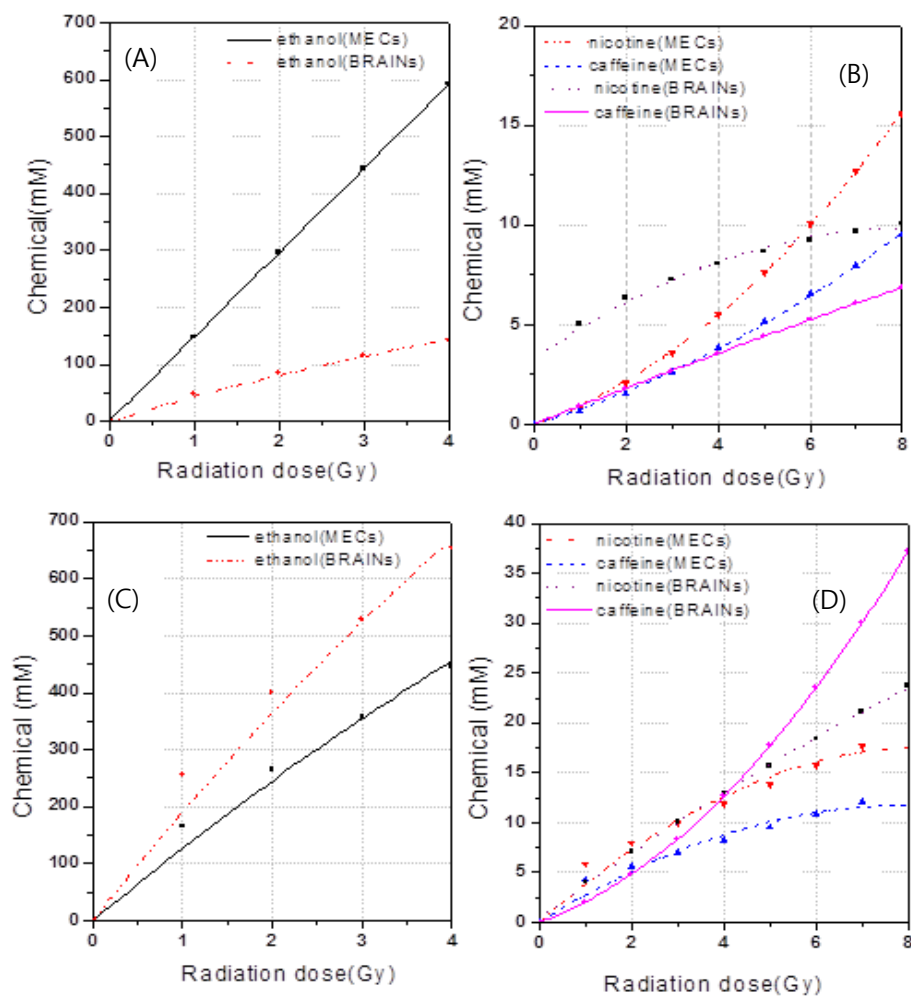 (A)
ethanol(MECs)
ethanol(BRAINs)
Chemical(mM)
700
600
500
400
300
200
100
0
0 1 2 3 4
Radiation dose(Gy)
(B)
nicotine(MECs)
caffeine(MECs)
nicotine(BRAINs)
caffeine(BRAINs)
Chemical (mM)
20
15
10
5
0
0 2 4 6 8
Radiation dose(Gy)
(C)
ethanol(MECs)
ethanol(BRAINs)
Chemical (mM)
700
600
500
400
300
200
100
0
0 1 2 3 4
Radiation dose(Gy)
(D)
nicotine(MECs)
caffeine(MECs)
nicotine(BRAINs)
caffeine(BRAINs)
Chemical (mM)
40
35
30
25
20
15
10
5
0
0 2 4 6 8
Radiation dose(Gy)